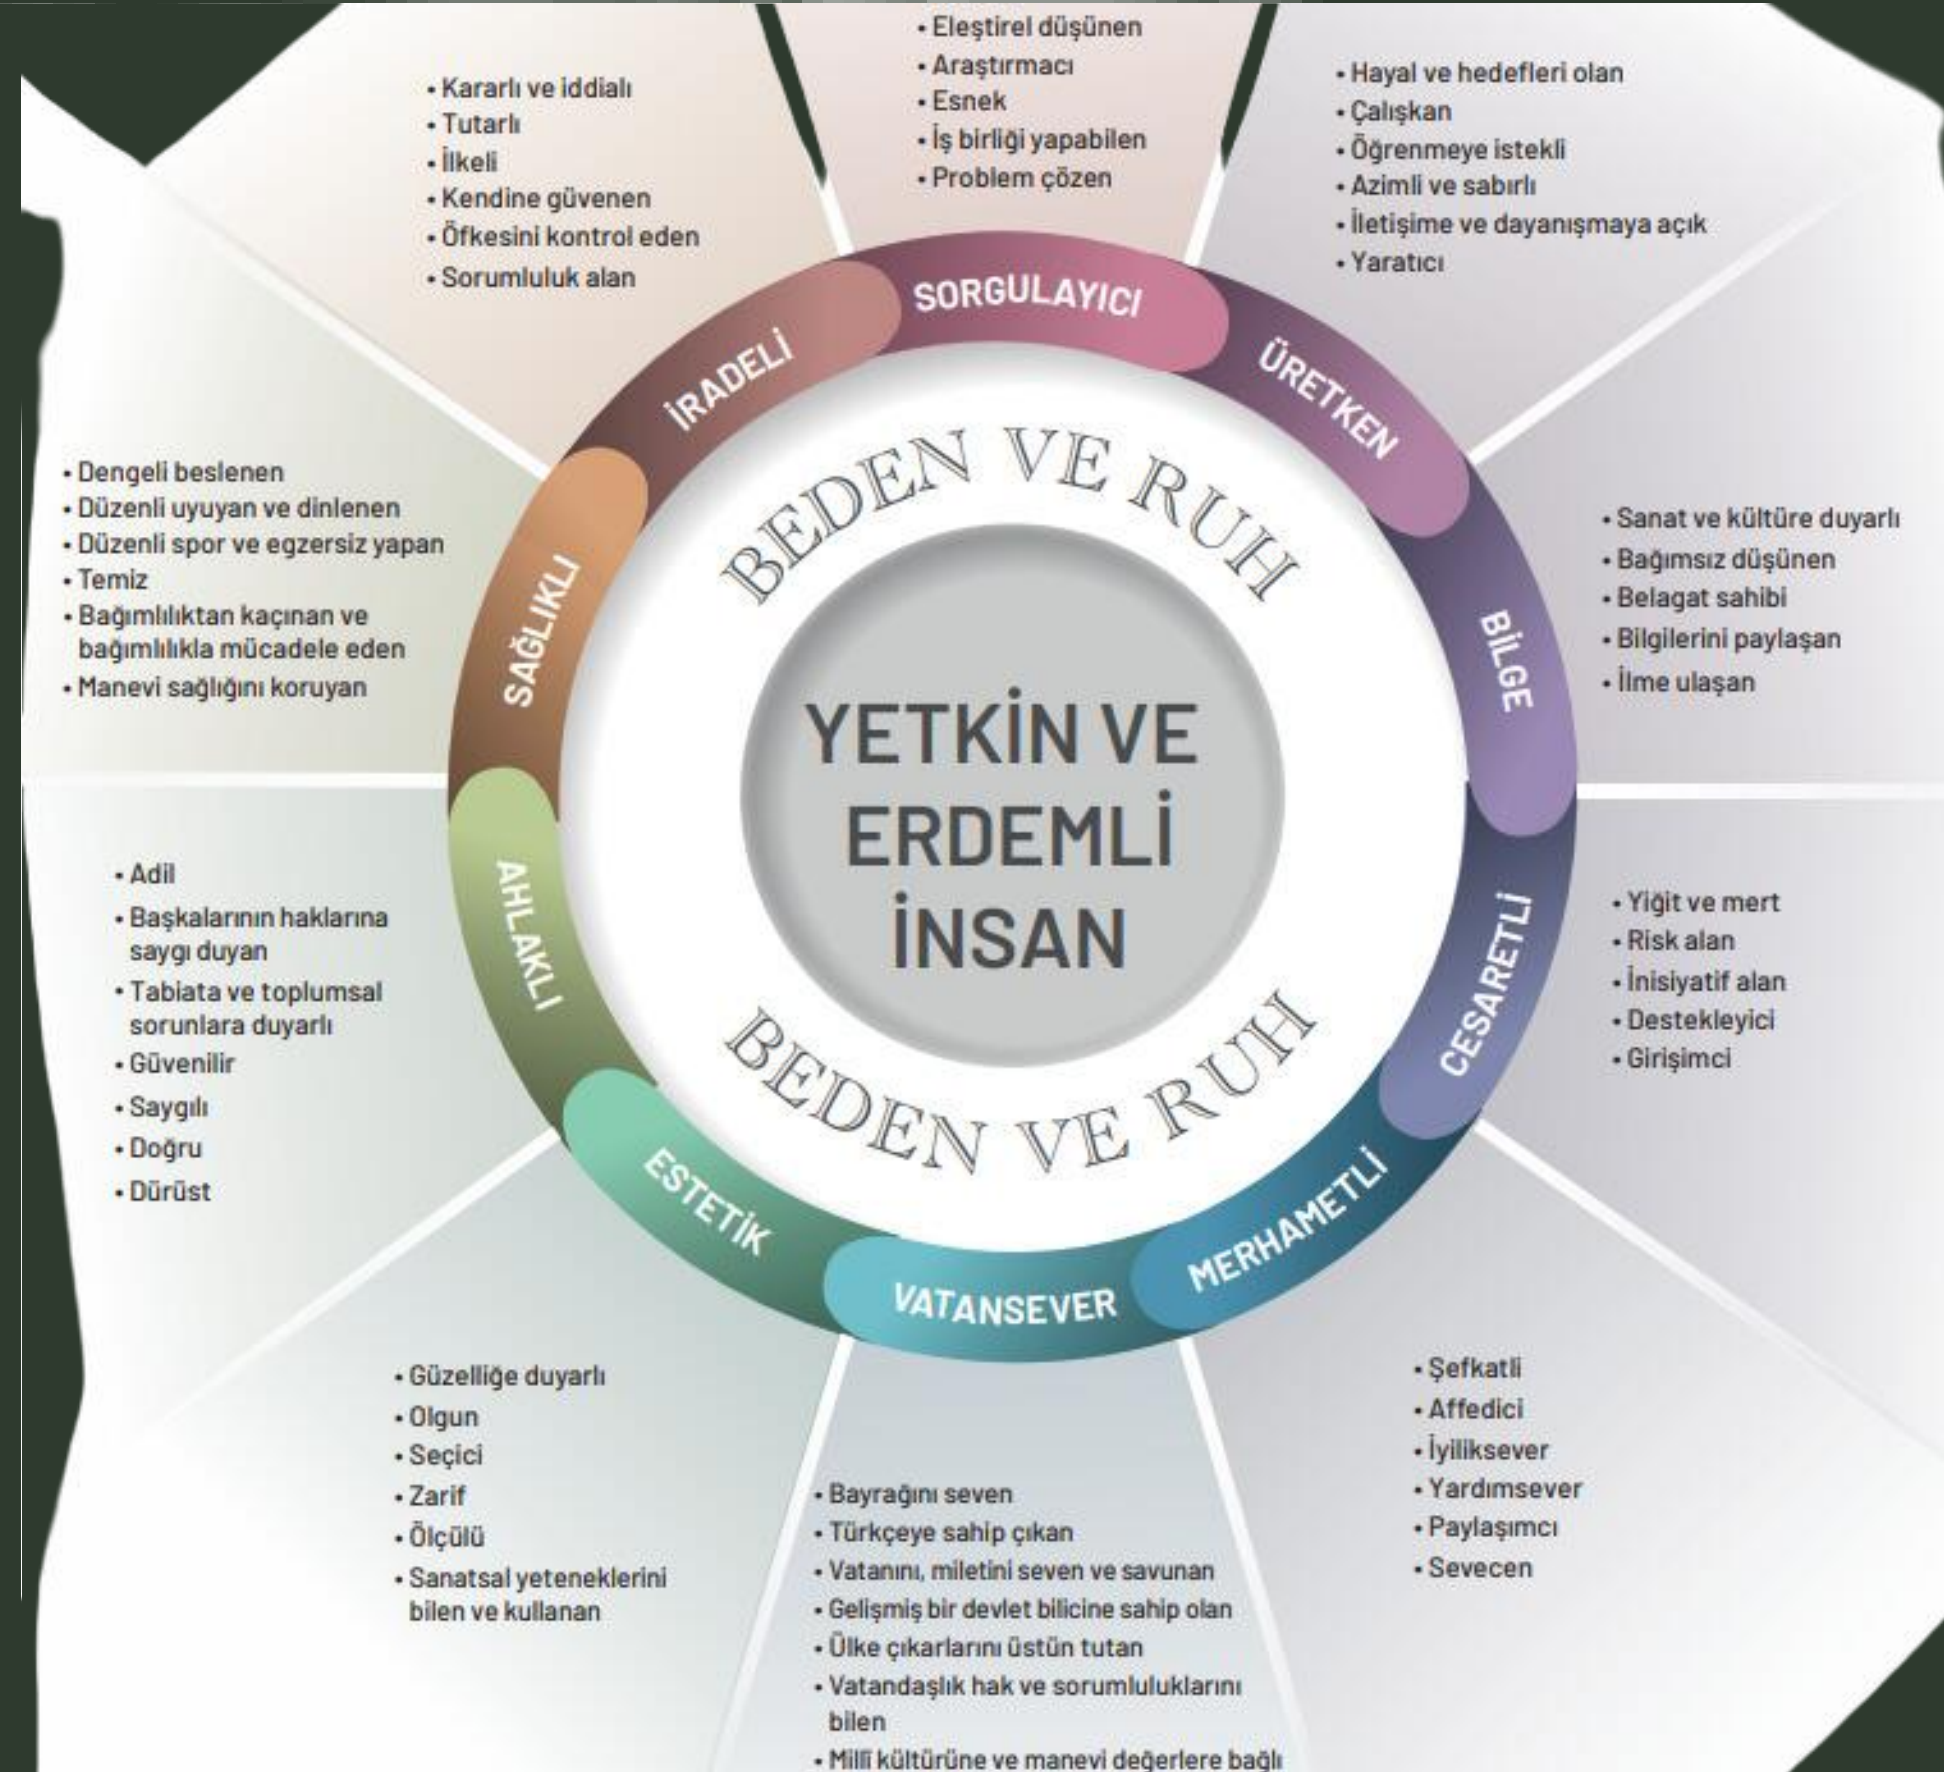 • Eleştirel düşünen
• Araştırmacı
• Esnek
• İş birliği yapabilen
• Problem çözen
• Kararlı ve iddialı
• Tutarlı
• İlkeli
• Kendine güvenen
• Öfkesini kontrol eden
• Sorumluluk alan
• Hayal ve hedefleri olan
• Çalışkan
• Öğrenmeye istekli
• Azimli ve sabırlı
• İletişime ve dayanışmaya açık
• Yaratıcı
SORGULAYICI
İRADELİ
ÜRETKEN
BEDEN VE RUH
• Dengeli beslenen
• Düzenli uyuyan ve dinlenen
• Düzenli spor ve egzersiz yapan
• Temiz
• Bağımlılıktan kaçınan ve
bağımlılıkla mücadele eden
• Manevi sağlığını koruyan
SAĞLIKLI
BİLGE
• Sanat ve kültüre duyarlı
• Bağımsız düşünen
• Belagat sahibi
• Bilgilerini paylaşan
• İlme ulaşan
YETKİN VE
ERDEMLİ
İNSAN
• Adil
• Başkalarının haklarına
saygı duyan
• Tabiata ve toplumsal
sorunlara duyarlı
• Güvenilir
• Saygılı
• Doğru
• Dürüst
AHLAKLI
CESARETLİ
• Yiğit ve mert
• Risk alan
• İnisiyatif alan
• Destekleyici
• Girişimci
BEDEN VE RUH
ESTETİK
VATANSEVER
MERHAMETLİ
• Güzelliğe duyarlı
• Olgun
• Seçici
• Zarif
• Ölçülü
• Sanatsal yeteneklerini
bilen ve kullanan
• Bayrağını seven
• Türkçeye sahip çıkan
• Vatanını, miletini seven ve savunan
• Gelişmiş bir devlet bilicine sahip olan
• Ülke çıkarlarını üstün tutan
• Vatandaşlık hak ve sorumluluklarını
bilen
• Millî kültürüne ve manevi değerlere bağlı
• Şefkatli
• Affedici
• İyiliksever
• Yardımsever
• Paylaşımcı
• Sevecen